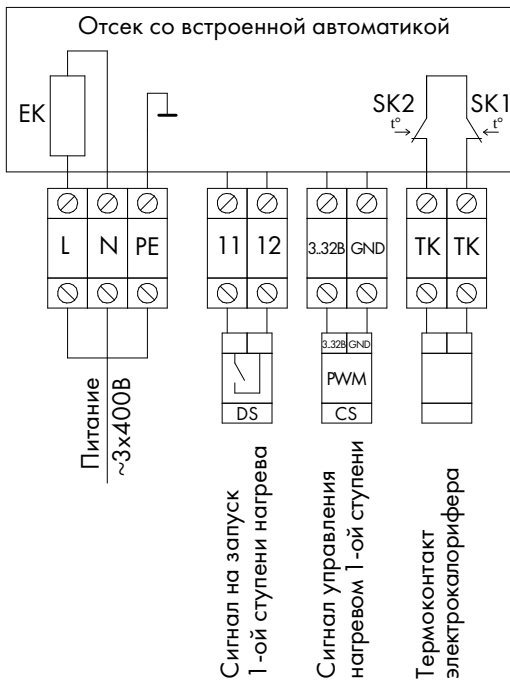 Отсек со встроенной автоматикой
EK
SK2
t°
SK1
t°
L
N
PE
11
12
3..32В
GND
TK
TK
3..32В
GND
PWM
DS
CS
Питание
~3x400В
Сигнал на запуск
1-ой ступени нагрева
Сигнал управления
нагревом 1-ой ступени
Термоконтакт
электрокалорифера